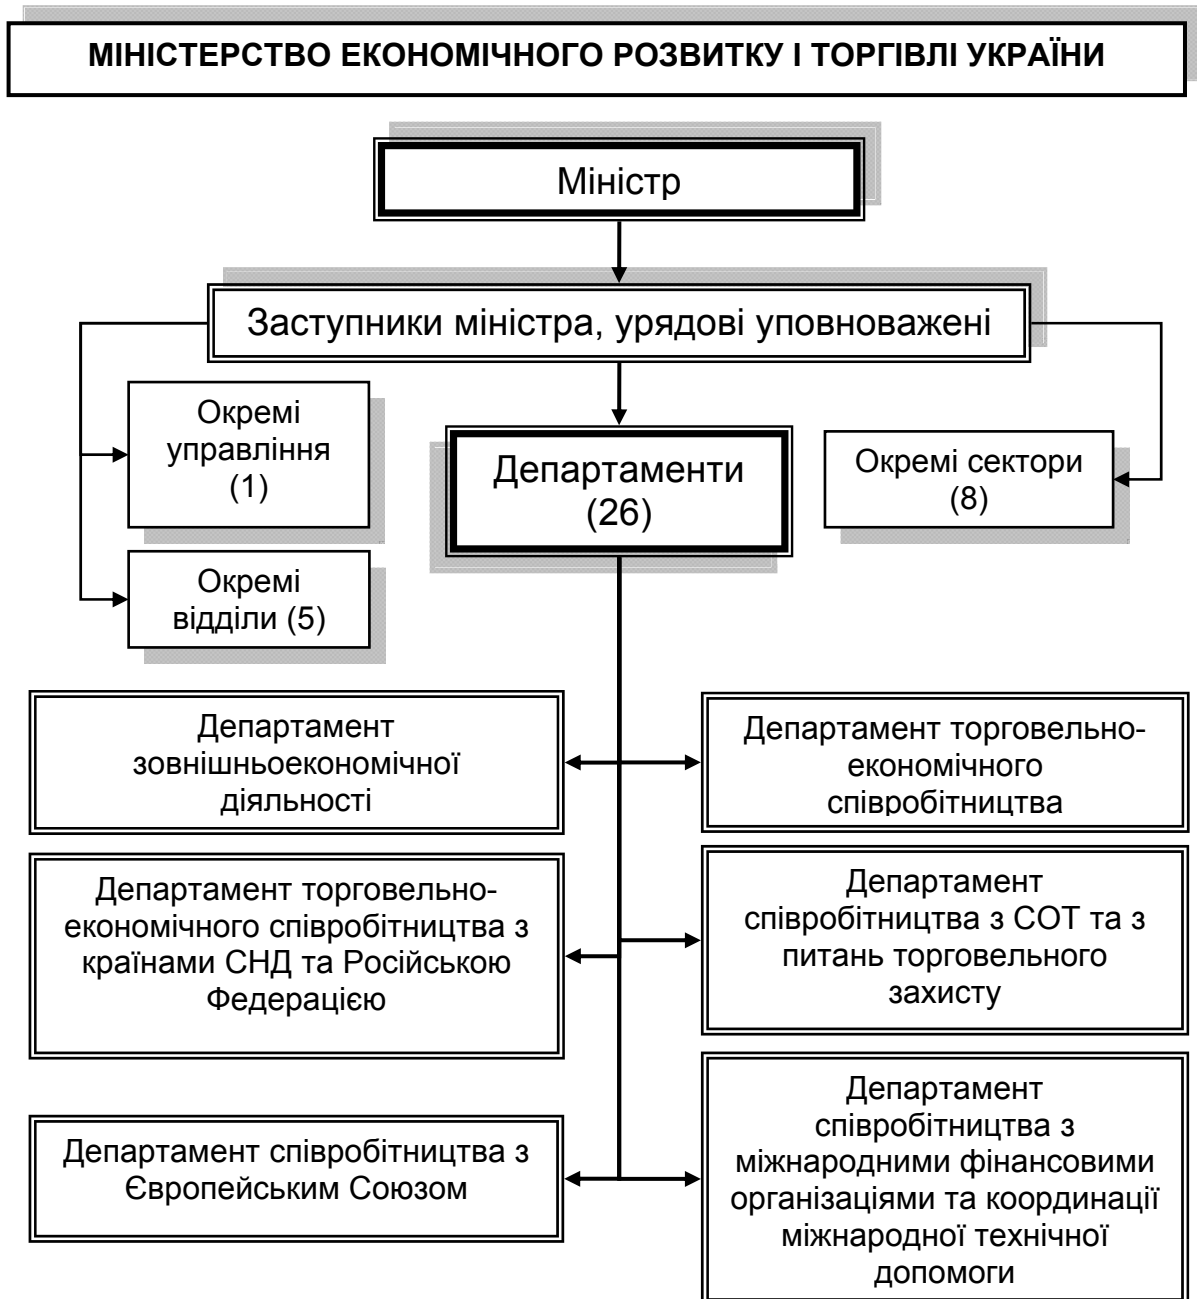 МІНІСТЕРСТВО ЕКОНОМІЧНОГО РОЗВИТКУ І ТОРГІВЛІ УКРАЇНИ
Міністр
Заступники міністра, урядові уповноважені
Окремі
управління
(1)
Департаменти
(26)
Окремі сектори
(8)
Окремі
відділи (5)
Департамент
зовнішньоекономічної
діяльності
Департамент торговельно-
економічного
співробітництва
Департамент торговельно-
економічного співробітництва з
країнами СНД та Російською
Федерацією
Департамент
співробітництва з СОТ та з
питань торговельного
захисту
Департамент співробітництва з
Європейським Союзом
Департамент
співробітництва з
міжнародними фінансовими
організаціями та координації
міжнародної технічної
допомоги